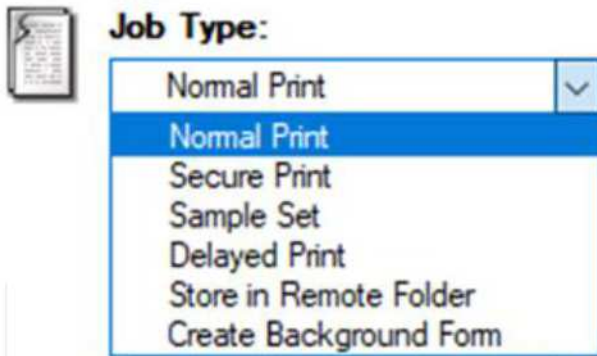 Job Type:
Normal Print
Normal Print
Secure Print
Sample Set
Delayed Print
Store in Remote Folder
Create Background Form